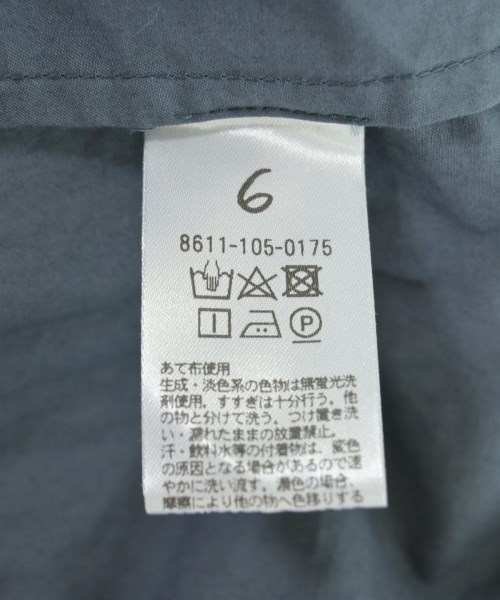 6
8611-105-0175
P
あて布使用
生成・淡色系の色物は無蛍光洗
剤使用。すすぎは十分行う。他
の物と分けて洗う。つけ置き洗
い・濡れたままの放置禁止。
汗・飲料水等の付着物は、変色
の原因となる場合があるので速
やかに洗い流す。濃色の場合、
摩擦により他の物へ色移りする